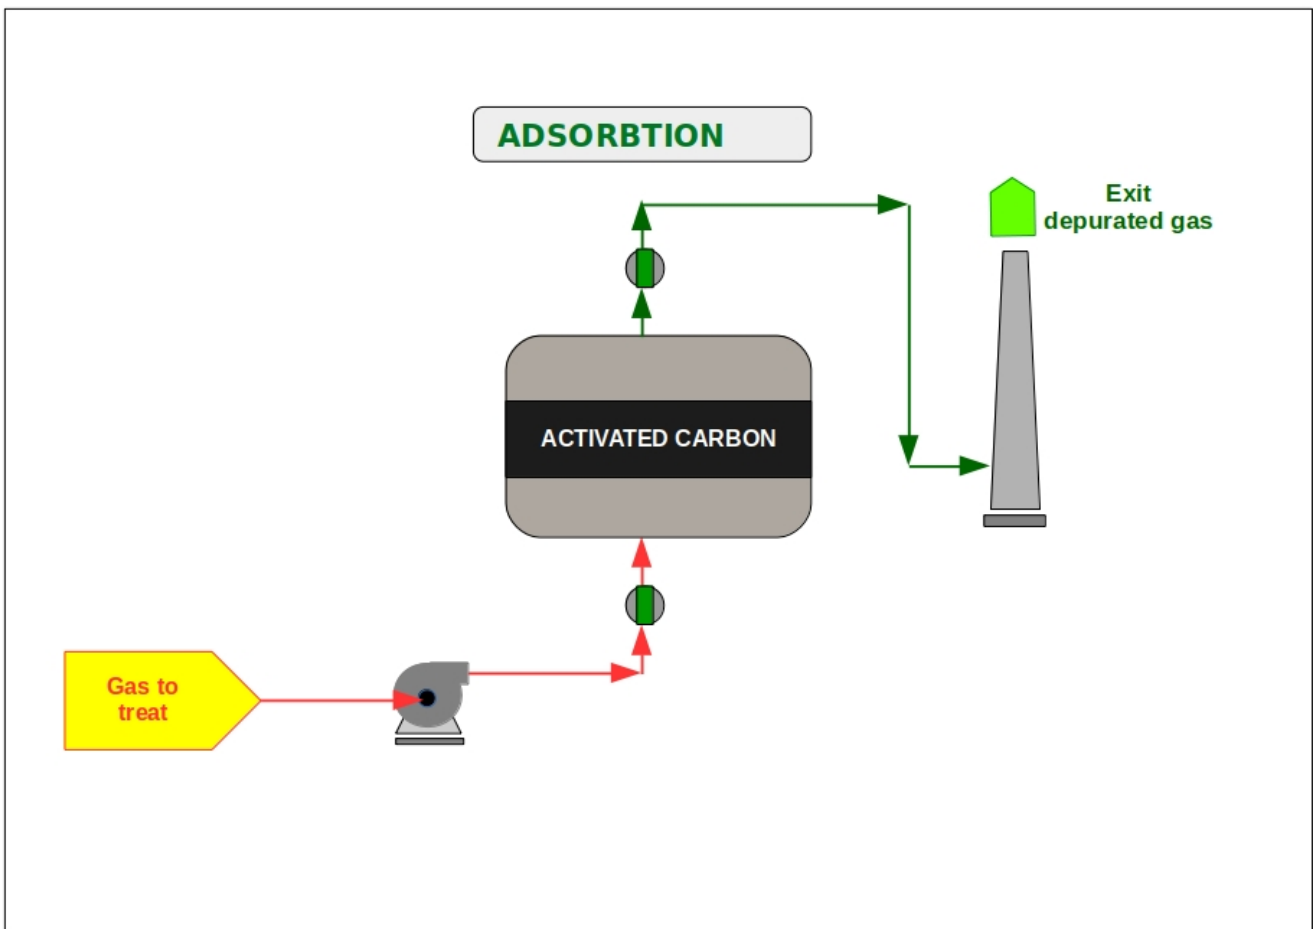 ADSORBTION
Exit
depurated gas
ACTIVATED CARBON
Gas to
treat